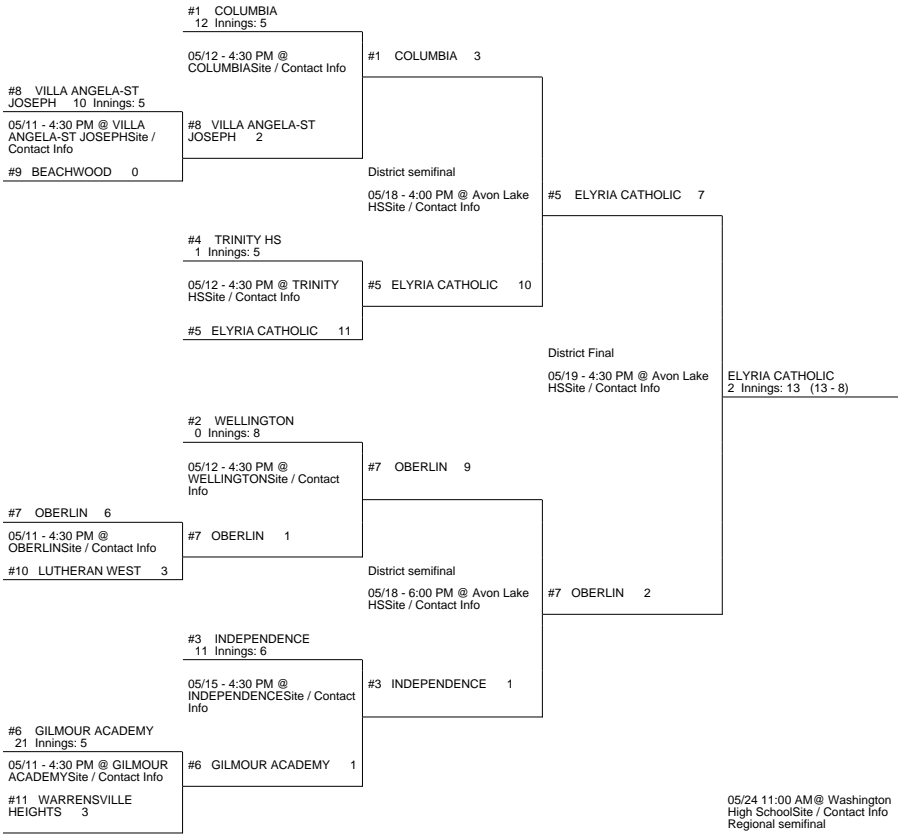 #1 COLUMBIA
12 Innings: 5
05/12 - 4:30 PM @
COLUMBIASite / Contact Info
#1 COLUMBIA 3
#8 VILLA ANGELA-ST
JOSEPH 10 Innings: 5
05/11 - 4:30 PM @ VILLA
ANGELA-ST JOSEPHSite /
Contact Info
#9 BEACHWOOD 0
#8 VILLA ANGELA-ST
JOSEPH 2
District semifinal
05/18 - 4:00 PM @ Avon Lake
HSSite / Contact Info
#5 ELYRIA CATHOLIC 7
#4 TRINITY HS
1 Innings: 5
05/12 - 4:30 PM @ TRINITY
HSSite / Contact Info
#5 ELYRIA CATHOLIC 10
#5 ELYRIA CATHOLIC 11
District Final
05/19 - 4:30 PM @ Avon Lake
HSSite / Contact Info
ELYRIA CATHOLIC
2 Innings: 13 (13 - 8)
#2 WELLINGTON
0 Innings: 8
05/12 - 4:30 PM @
WELLINGTONSite / Contact
Info
#7 OBERLIN 9
#7 OBERLIN 6
05/11 - 4:30 PM @
OBERLINSite / Contact Info
#10 LUTHERAN WEST 3
#7 OBERLIN 1
District semifinal
05/18 - 6:00 PM @ Avon Lake
HSSite / Contact Info
#7 OBERLIN 2
#3 INDEPENDENCE
11 Innings: 6
05/15 - 4:30 PM @
INDEPENDENCESite / Contact
Info
#3 INDEPENDENCE 1
#6 GILMOUR ACADEMY
21 Innings: 5
05/11 - 4:30 PM @ GILMOUR
ACADEMYSite / Contact Info
#11 WARRENSVILLE
HEIGHTS 3
#6 GILMOUR ACADEMY 1
05/24 11:00 AM@ Washington
High SchoolSite / Contact Info
Regional semifinal